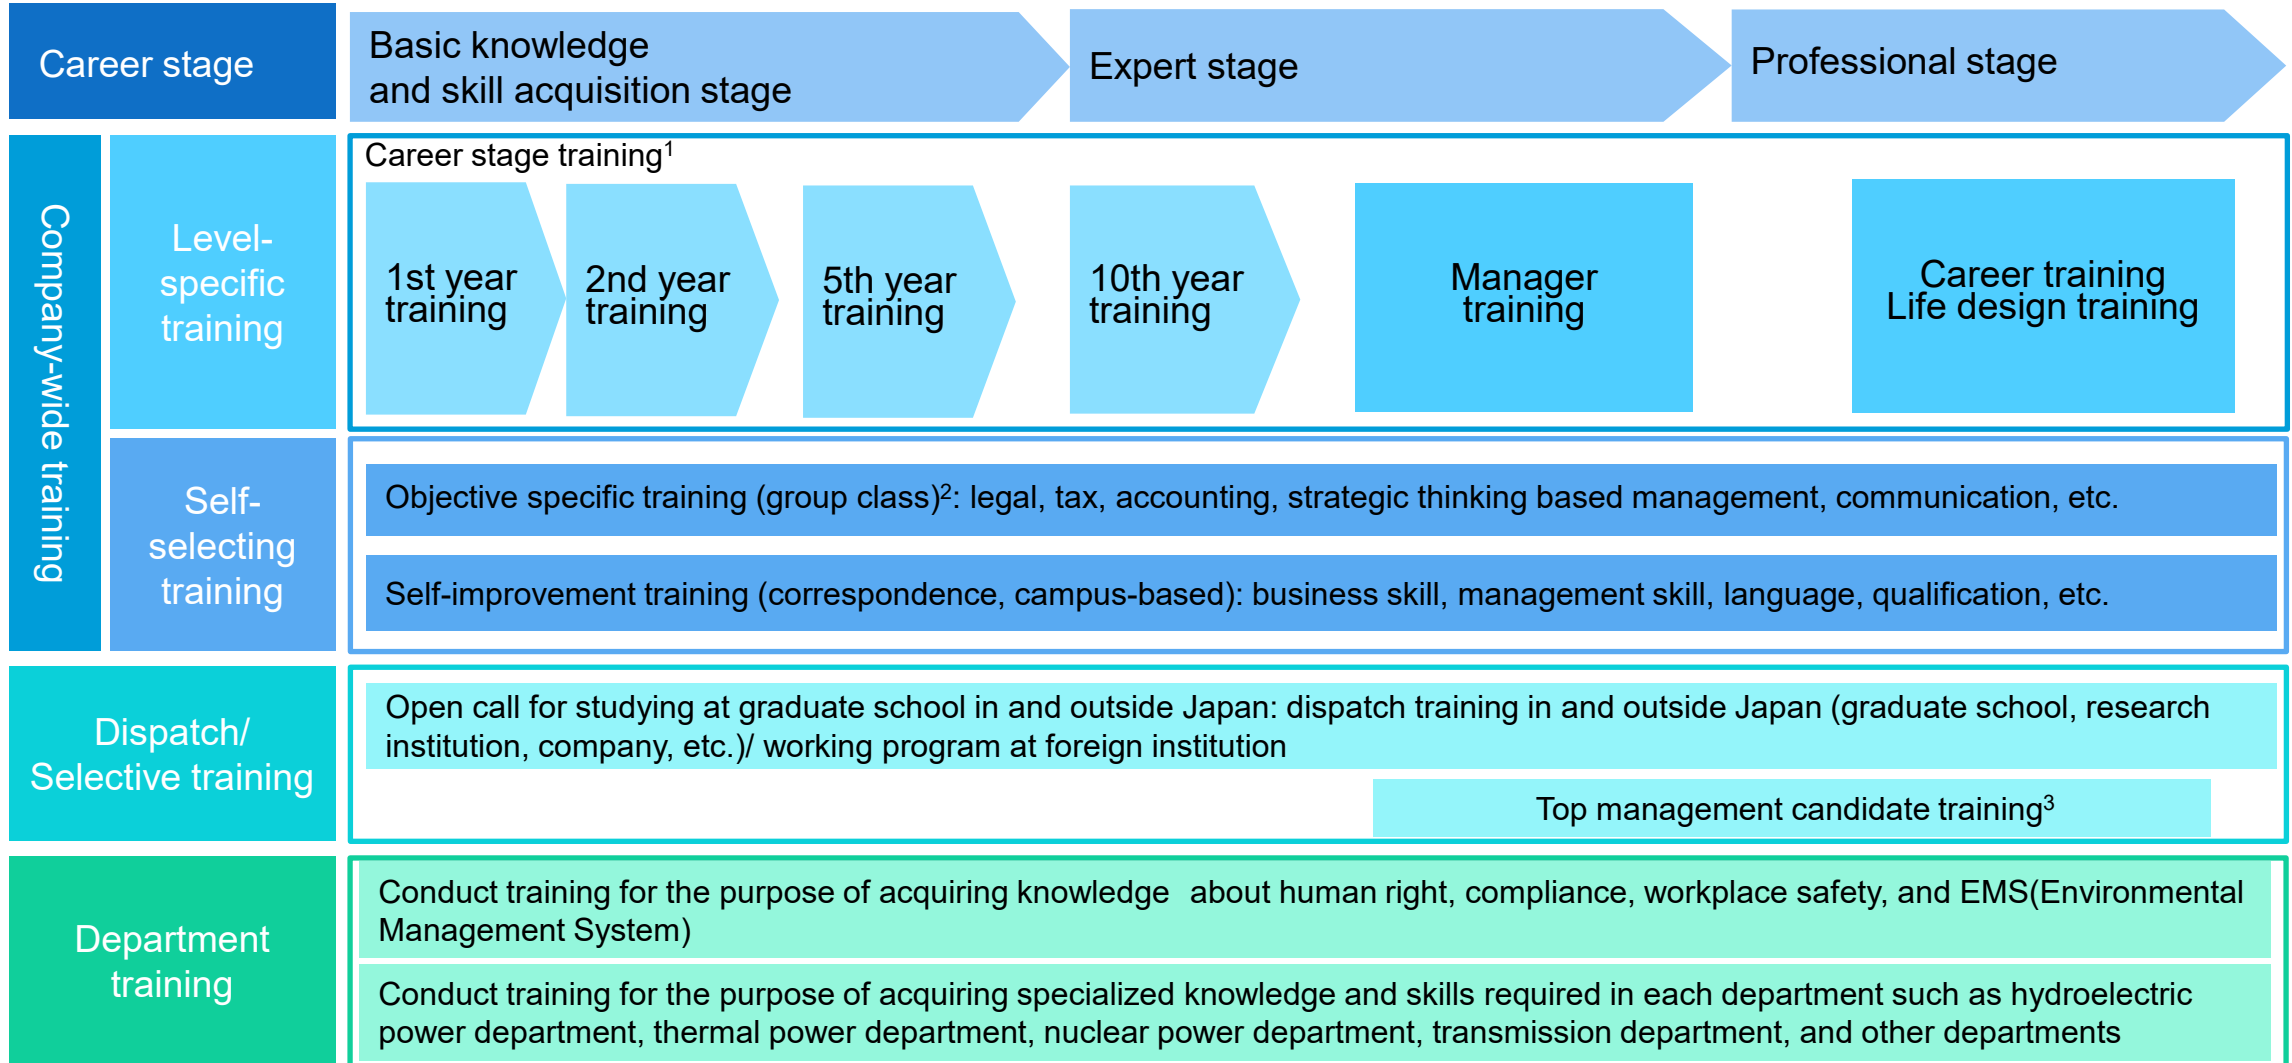 Career stage
Basic knowledge
and skill acquisition stage
Expert stage
Professional stage
Company-wide training
Level-
specific
training
Career stage training¹
1st year
training
2nd year
training
5th year
training
10th year
training
Manager
training
Career training
Life design training
Self-
selecting
training
Objective specific training (group class)²: legal, tax, accounting, strategic thinking based management, communication, etc.
Self-improvement training (correspondence, campus-based): business skill, management skill, language, qualification, etc.
Dispatch/
Selective training
Open call for studying at graduate school in and outside Japan: dispatch training in and outside Japan (graduate school, research
institution, company, etc.)/ working program at foreign institution
Top management candidate training³
Department
training
Conduct training for the purpose of acquiring knowledge  about human right, compliance, workplace safety, and EMS(Environmental
Management System)
Conduct training for the purpose of acquiring specialized knowledge and skills required in each department such as hydroelectric
power department, thermal power department, nuclear power department, transmission department, and other departments